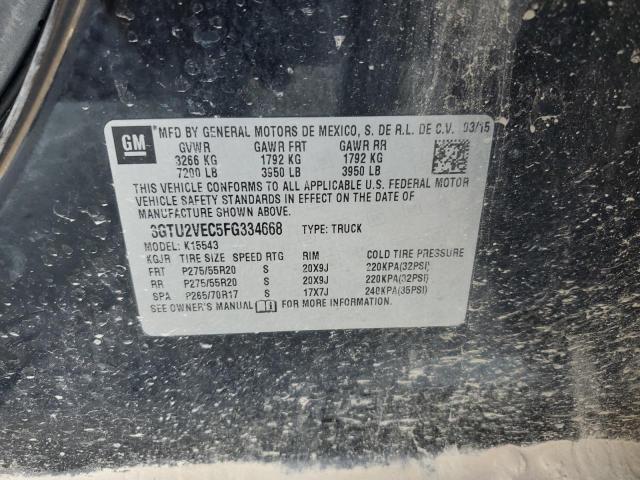 GM
MFD BY GENERAL MOTORS DE MEXICO, S. DE R.L. DE C.V. 03/15
GVWR GAWR FRT GAWR RR
3266 KG 1792 KG 1792 KG
7200 LB 3950 LB 3950 LB
THIS VEHICLE CONFORMS TO ALL APPLICABLE U.S. FEDERAL MOTOR
VEHICLE SAFETY STANDARDS IN EFFECT ON THE DATE OF
MANUFACTURE SHOWN ABOVE.
3GTU2VEC5FG334668 TYPE: TRUCK
MODEL: K15543
KGJR TIRE SIZE SPEED RTG RIM COLD TIRE PRESSURE
FRT P275/55R20 S 20X9J 220KPA(32PSI)
RR P275/55R20 S 20X9J 220KPA(32PSI)
SPA P265/70R17 S 17X7J 240KPA(35PSI)
SEE OWNER'S MANUAL FOR MORE INFORMATION.